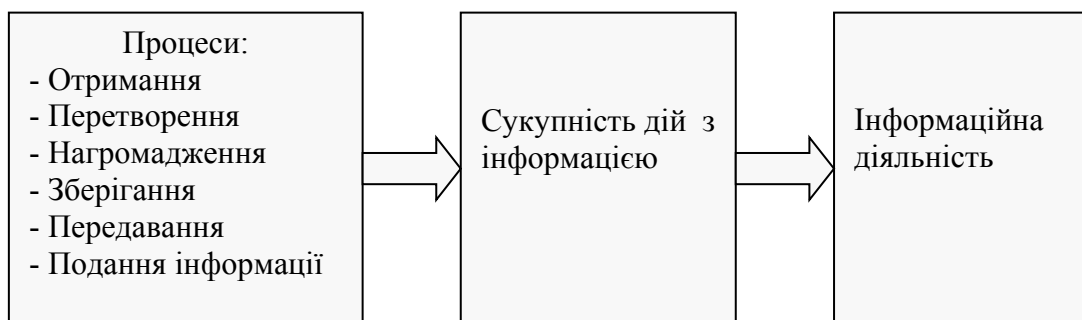 Процеси:
- Отримання
- Перетворення
- Нагромадження
- Зберігання
- Передавання
- Подання інформації
Сукупність дій з
інформацією
Інформаційна
діяльність